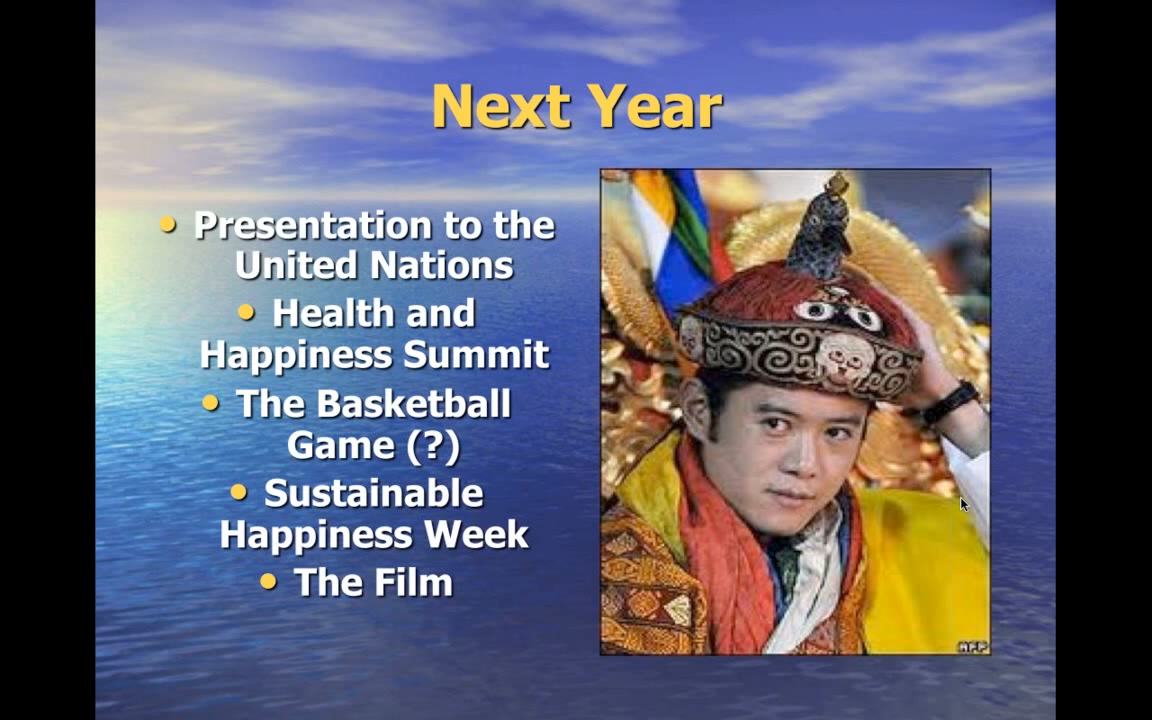 Next Year
• Presentation to the
United Nations
• Health and
Happiness Summit
• The Basketball
Game (?)
• Sustainable
Happiness Week
• The Film
AFP